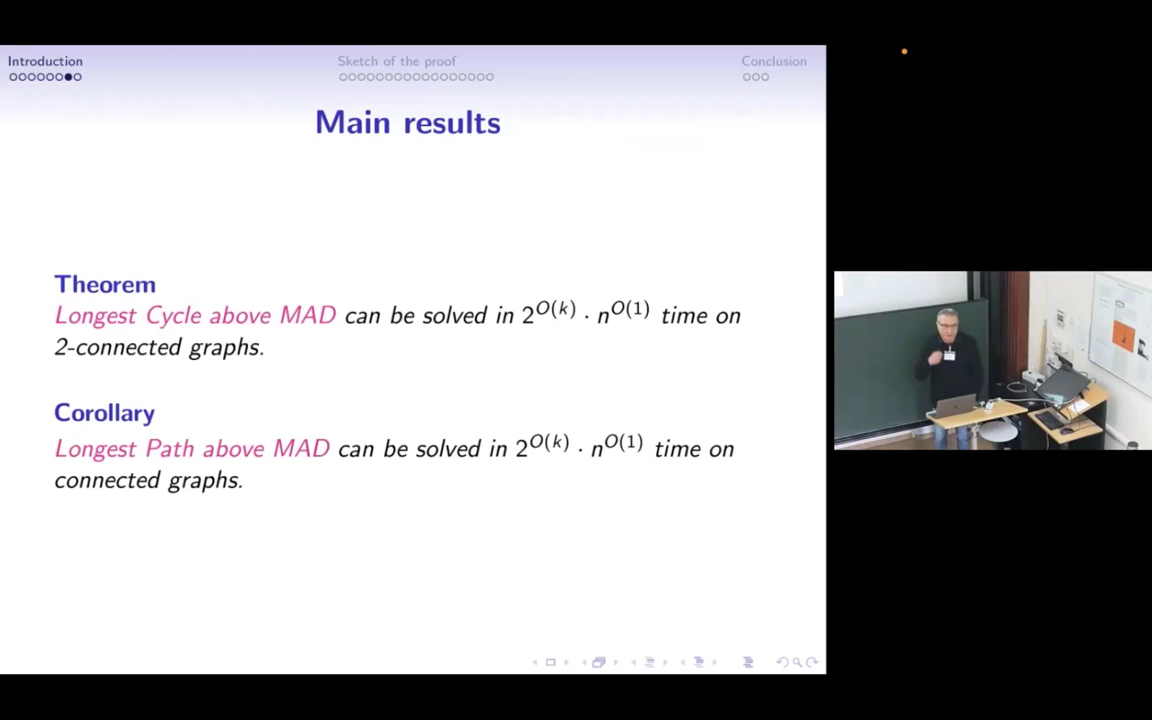 Introduction
Sketch of the proof
Conclusion
Main results
Theorem
Longest Cycle above MAD can be solved in 2^{O(k)} · n^{O(1)} time on
2-connected graphs.
Corollary
Longest Path above MAD can be solved in 2^{O(k)} · n^{O(1)} time on
connected graphs.